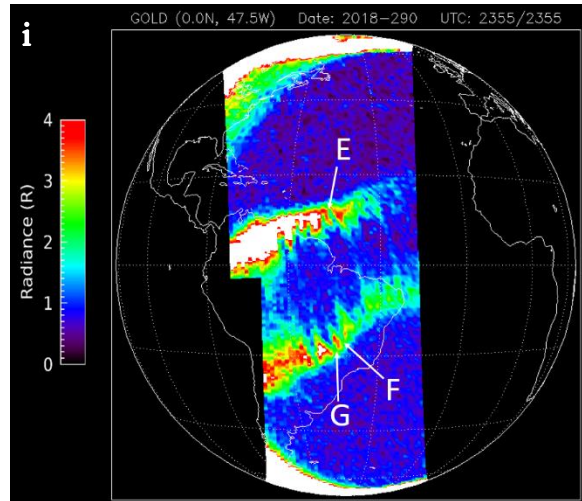 i
GOLD (0.0N, 47.5W) Date: 2018-290 UTC: 2355/2355
4
3
2
1
0
Radiance (R)
E
F
G